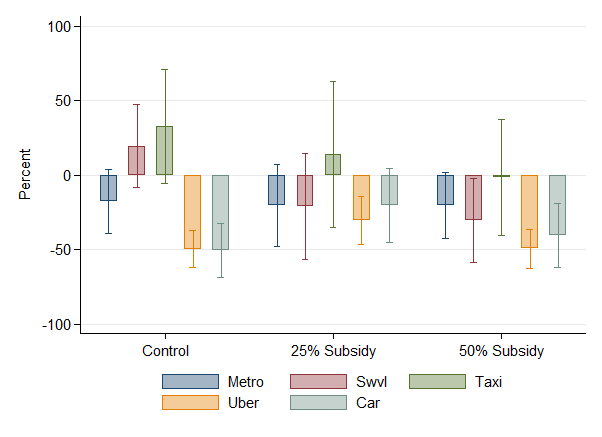 100
50
0
-50
-100
Percent
Control 25% Subsidy 50% Subsidy
Metro Swvl Taxi
Uber Car